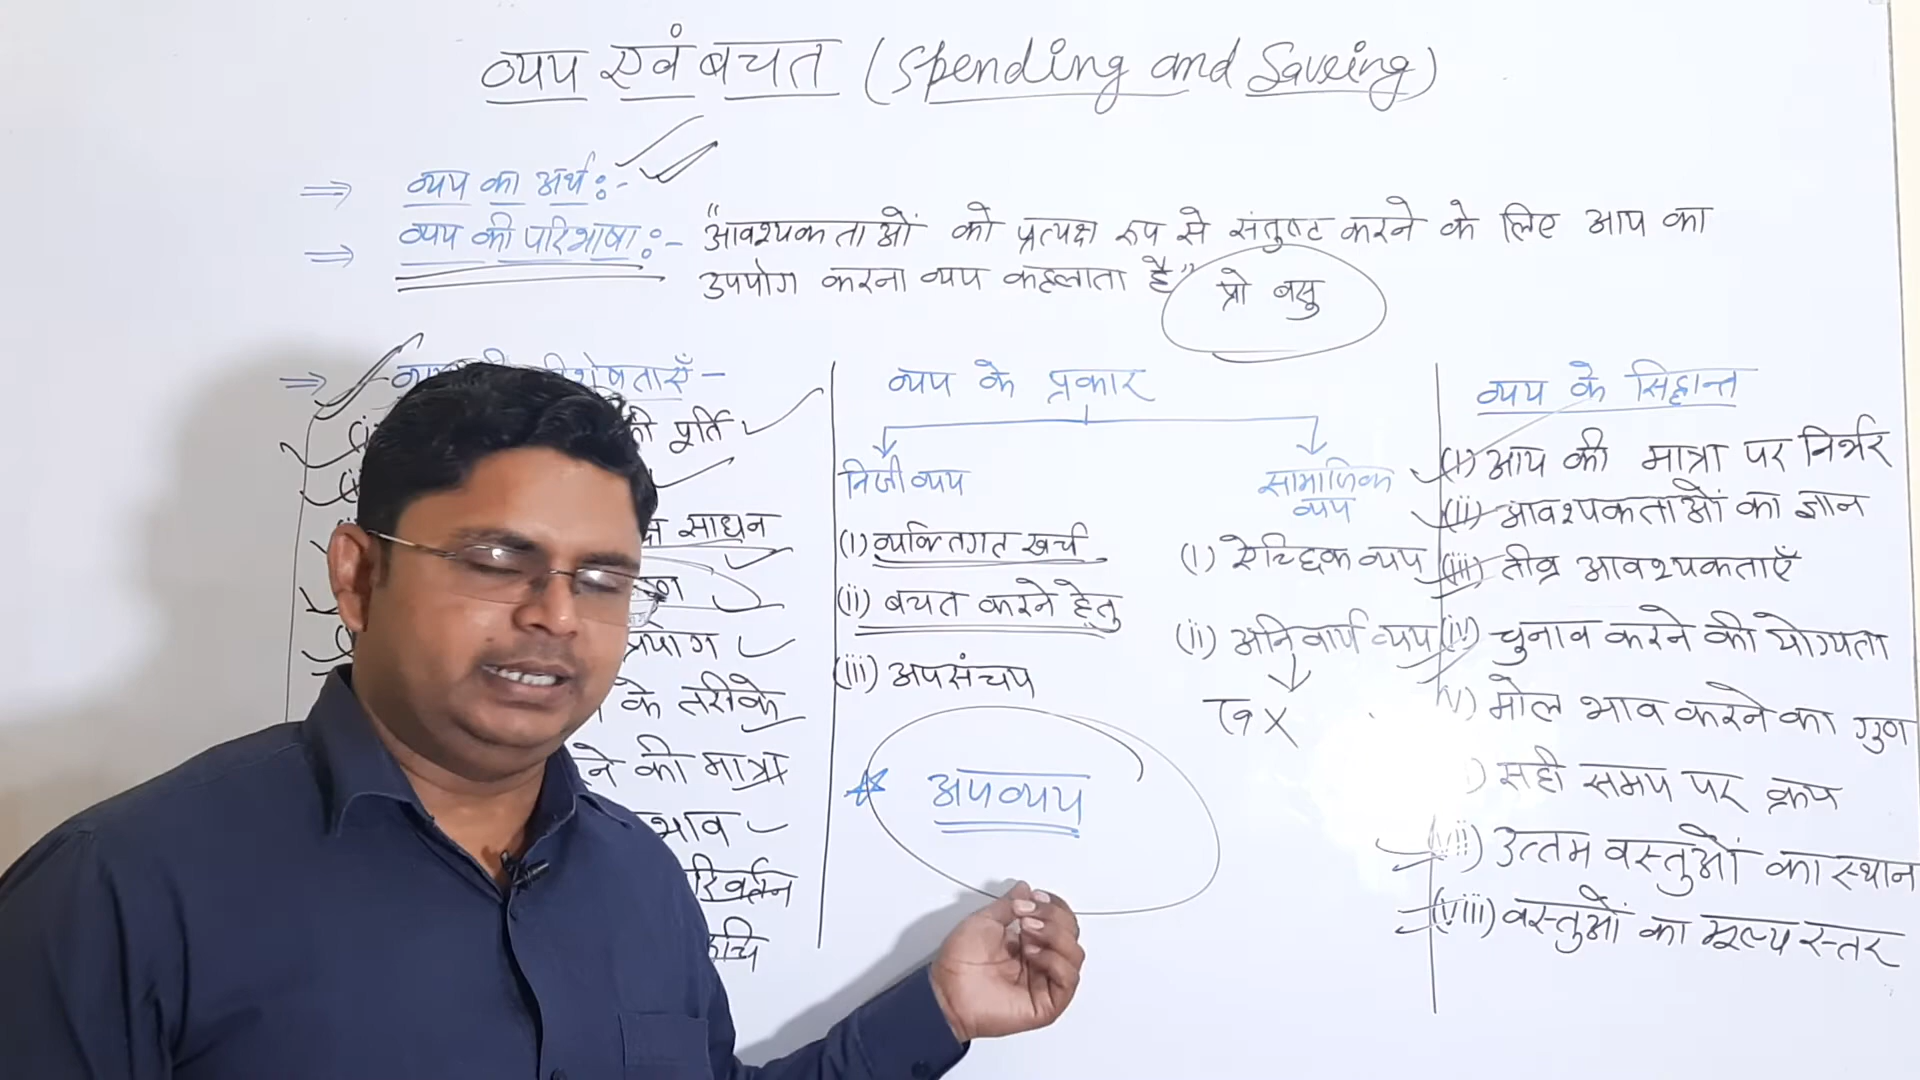 व्यय एवं बचत (Spending and Saveing)
⇒ व्यय का अर्थ :-
⇒ व्यय की परिभाषा :- "आवश्यकताओं को प्रत्यक्ष रूप से संतुष्ट करने के लिए आय का
उपयोग करना व्यय कहलाता है" प्रो बसु
की पूर्ति
साधन
प्रयोग
के तरीके
की मात्रा
भाव
रुचि
व्यय के प्रकार
निजी व्यय
(i) व्यक्तिगत खर्च
(ii) बचत करने हेतु
(iii) अपसंचय
सामाजिक
व्यय
(i) ऐच्छिक व्यय
(ii) अनिवार्य व्यय
अपव्यय
व्यय के सिद्धान्त
(i) आय की मात्रा पर निर्भर
(ii) आवश्यकताओं का ज्ञान
(iii) तीव्र आवश्यकताएँ
(iv) चुनाव करने की योग्यता
v) मोल भाव करने का गुण
) सही समय पर क्रय
(vii) उत्तम वस्तुओं का स्थान
(viii) वस्तुओं का मूल्य स्तर